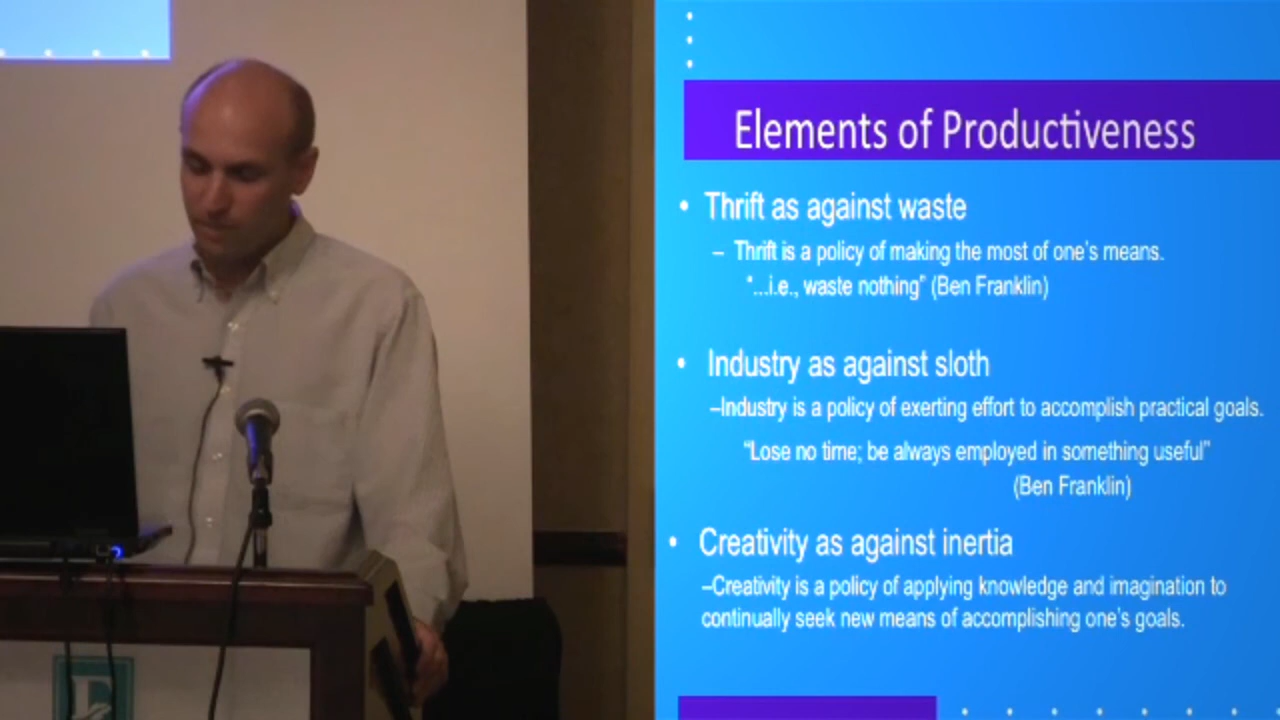 Elements of Productiveness
• Thrift as against waste
– Thrift is a policy of making the most of one's means.
"...i.e., waste nothing" (Ben Franklin)
• Industry as against sloth
–Industry is a policy of exerting effort to accomplish practical goals.
“Lose no time; be always employed in something useful”
(Ben Franklin)
• Creativity as against inertia
–Creativity is a policy of applying knowledge and imagination to
continually seek new means of accomplishing one's goals.